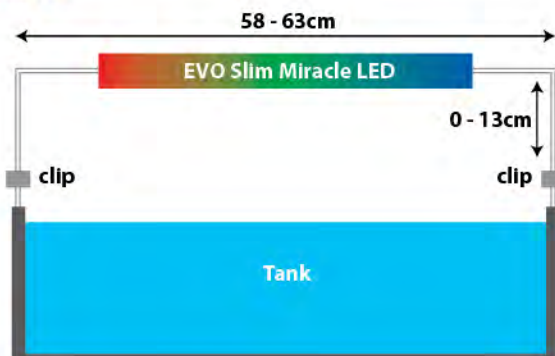 58 - 63cm
EVO Slim Miracle LED
0 - 13cm
clip
clip
Tank